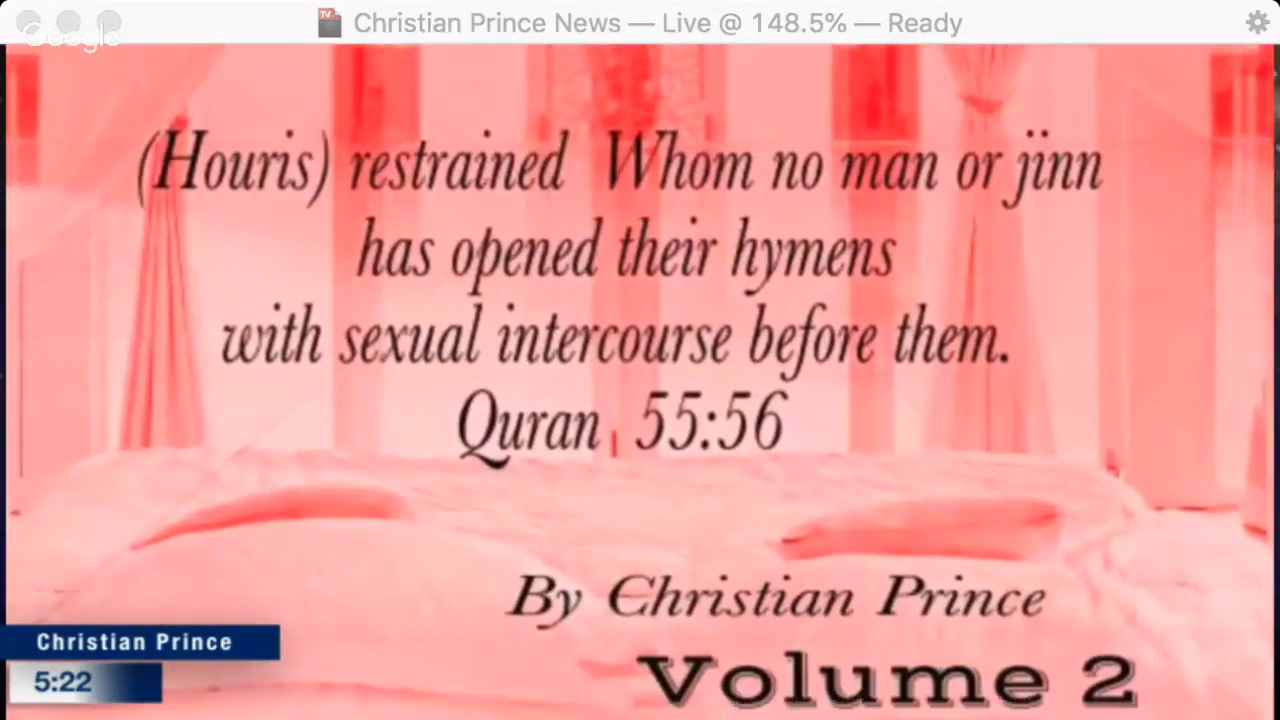 Christian Prince News — Live @ 148.5% — Ready
Google
(Houris) restrained Whom no man or jinn
has opened their hymens
with sexual intercourse before them.
Quran 55:56
By Christian Prince
Volume 2
Christian Prince
5:22